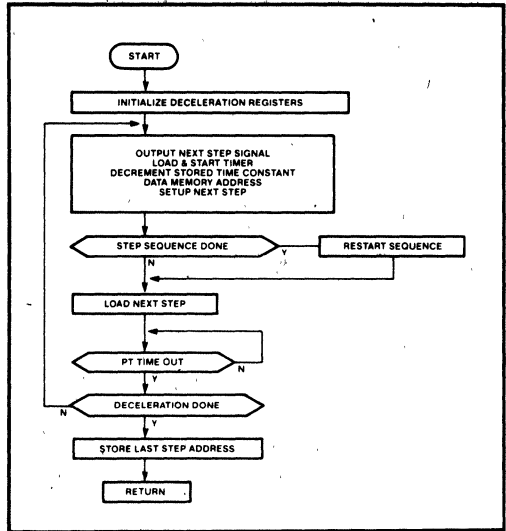 START
INITIALIZE DECELERATION REGISTERS
OUTPUT NEXT STEP SIGNAL
LOAD & START TIMER
DECREMENT STORED TIME CONSTANT
DATA MEMORY ADDRESS
SETUP NEXT STEP
STEP SEQUENCE DONE
Y
RESTART SEQUENCE
N
LOAD NEXT STEP
PT TIME OUT
N
Y
DECELERATION DONE
N
Y
STORE LAST STEP ADDRESS
RETURN